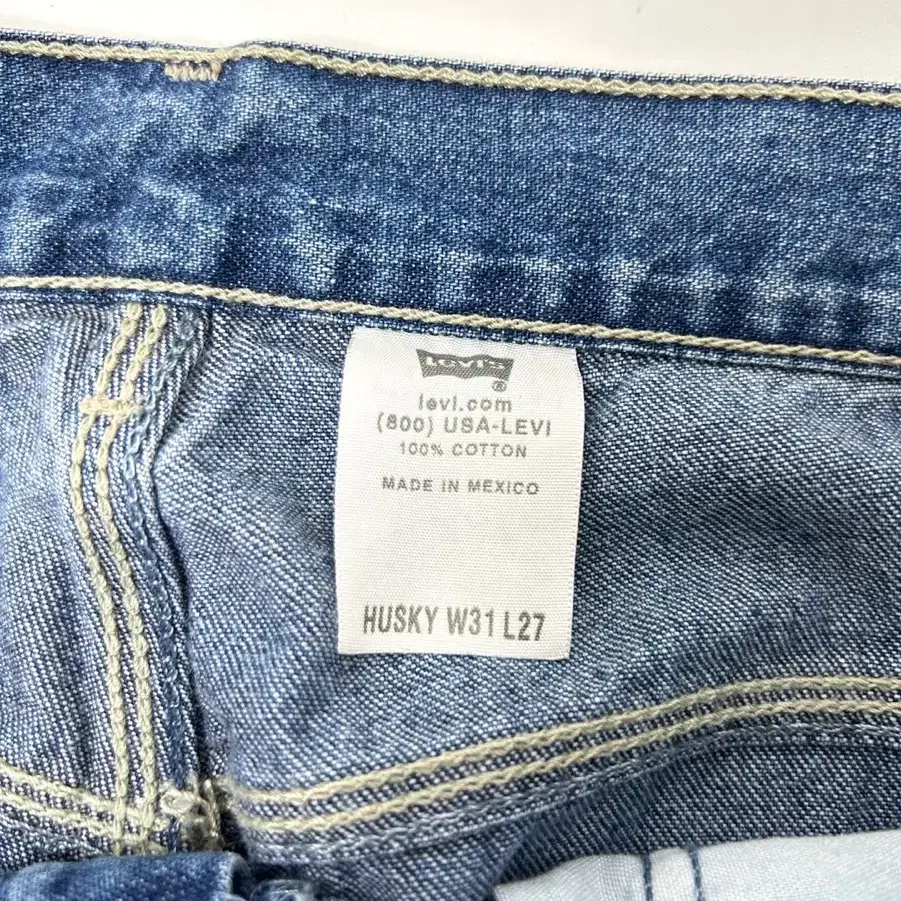 Levi's
®
levi.com
(800) USA-LEVI
100% COTTON
MADE IN MEXICO
HUSKY W31 L27